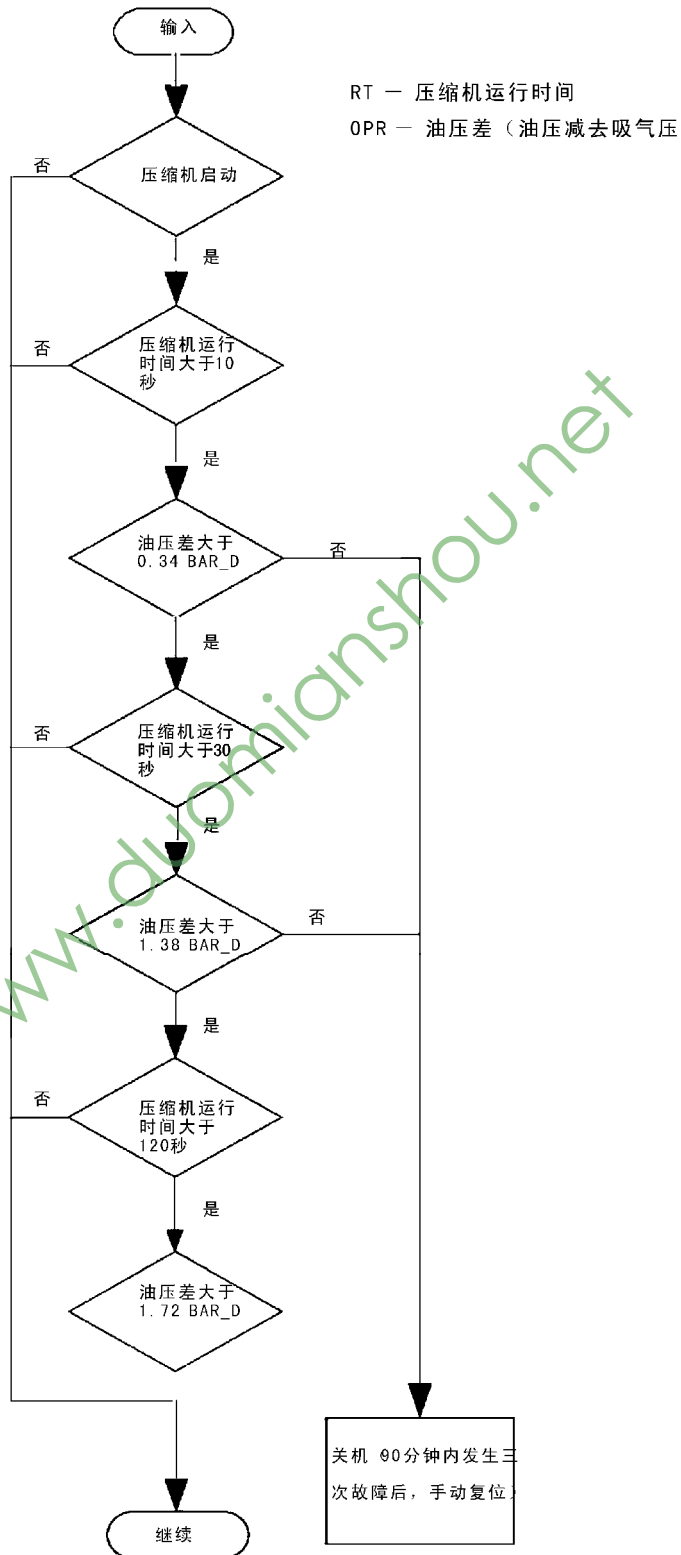 输入
RT — 压缩机运行时间
OPR — 油压差（油压减去吸气压
否
压缩机启动
是
否
压缩机运行
时间大于10
秒
是
油压差大于
0.34 BAR_D
否
是
否
压缩机运行
时间大于30
秒
是
油压差大于
1.38 BAR_D
否
是
否
压缩机运行
时间大于
120秒
是
油压差大于
1.72 BAR_D
关机 90分钟内发生三
次故障后，手动复位）
继续
ww.duomianshou.net